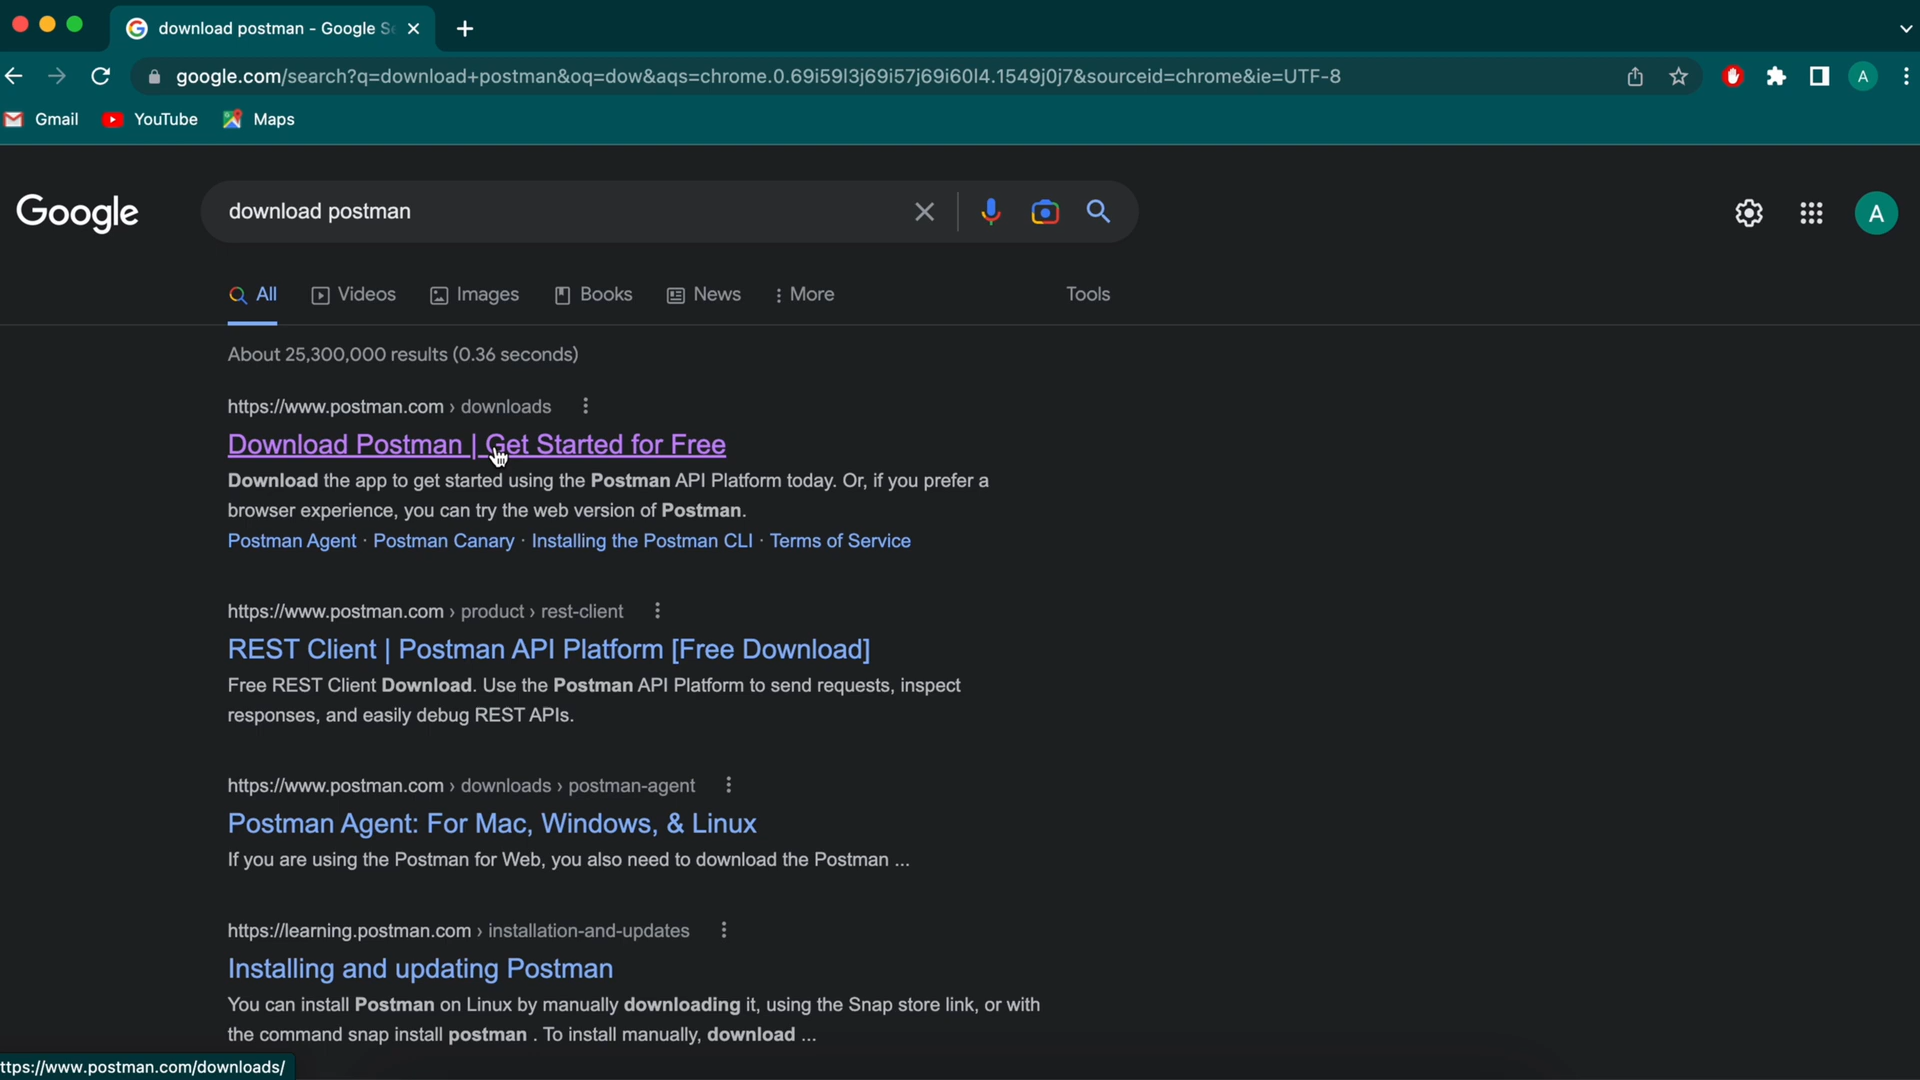 download postman - Google Se
google.com/search?q=download+postman&oq=dow&aqs=chrome.0.69i59l3j69i57j69i60l4.1549j0j7&sourceid=chrome&ie=UTF-8
A
Gmail YouTube Maps
Google
download postman
A
All Videos Images Books News More Tools
About 25,300,000 results (0.36 seconds)
https://www.postman.com › downloads
Download Postman | Get Started for Free
Download the app to get started using the Postman API Platform today. Or, if you prefer a
browser experience, you can try the web version of Postman.
Postman Agent · Postman Canary · Installing the Postman CLI · Terms of Service
https://www.postman.com › product › rest-client
REST Client | Postman API Platform [Free Download]
Free REST Client Download. Use the Postman API Platform to send requests, inspect
responses, and easily debug REST APIs.
https://www.postman.com › downloads › postman-agent
Postman Agent: For Mac, Windows, & Linux
If you are using the Postman for Web, you also need to download the Postman ...
https://learning.postman.com › installation-and-updates
Installing and updating Postman
You can install Postman on Linux by manually downloading it, using the Snap store link, or with
the command snap install postman . To install manually, download ...
ttps://www.postman.com/downloads/